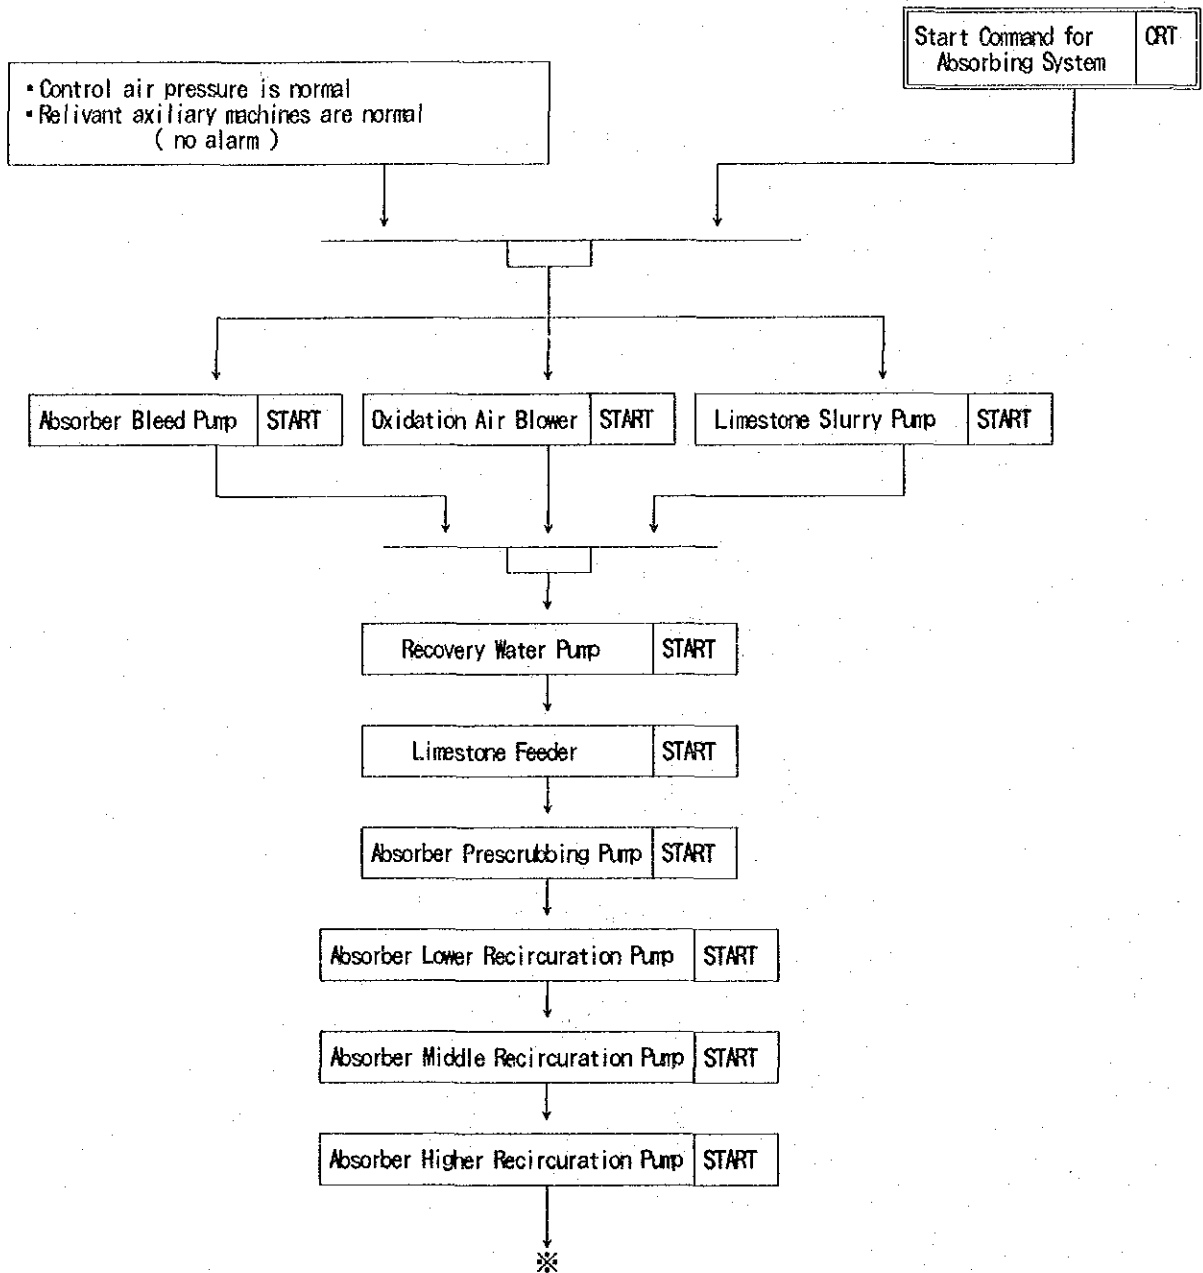 Start Command for
Absorbing System
CRT
• Control air pressure is normal
• Relivant axiliary machines are normal
( no alarm )
Absorber Bleed Pump START
Oxidation Air Blower START
Limestone Slurry Pump START
Recovery Water Pump START
Limestone Feeder START
Absorber Prescrubbing Pump START
Absorber Lower Recircuration Pump START
Absorber Middle Recircuration Pump START
Absorber Higher Recircuration Pump START
※